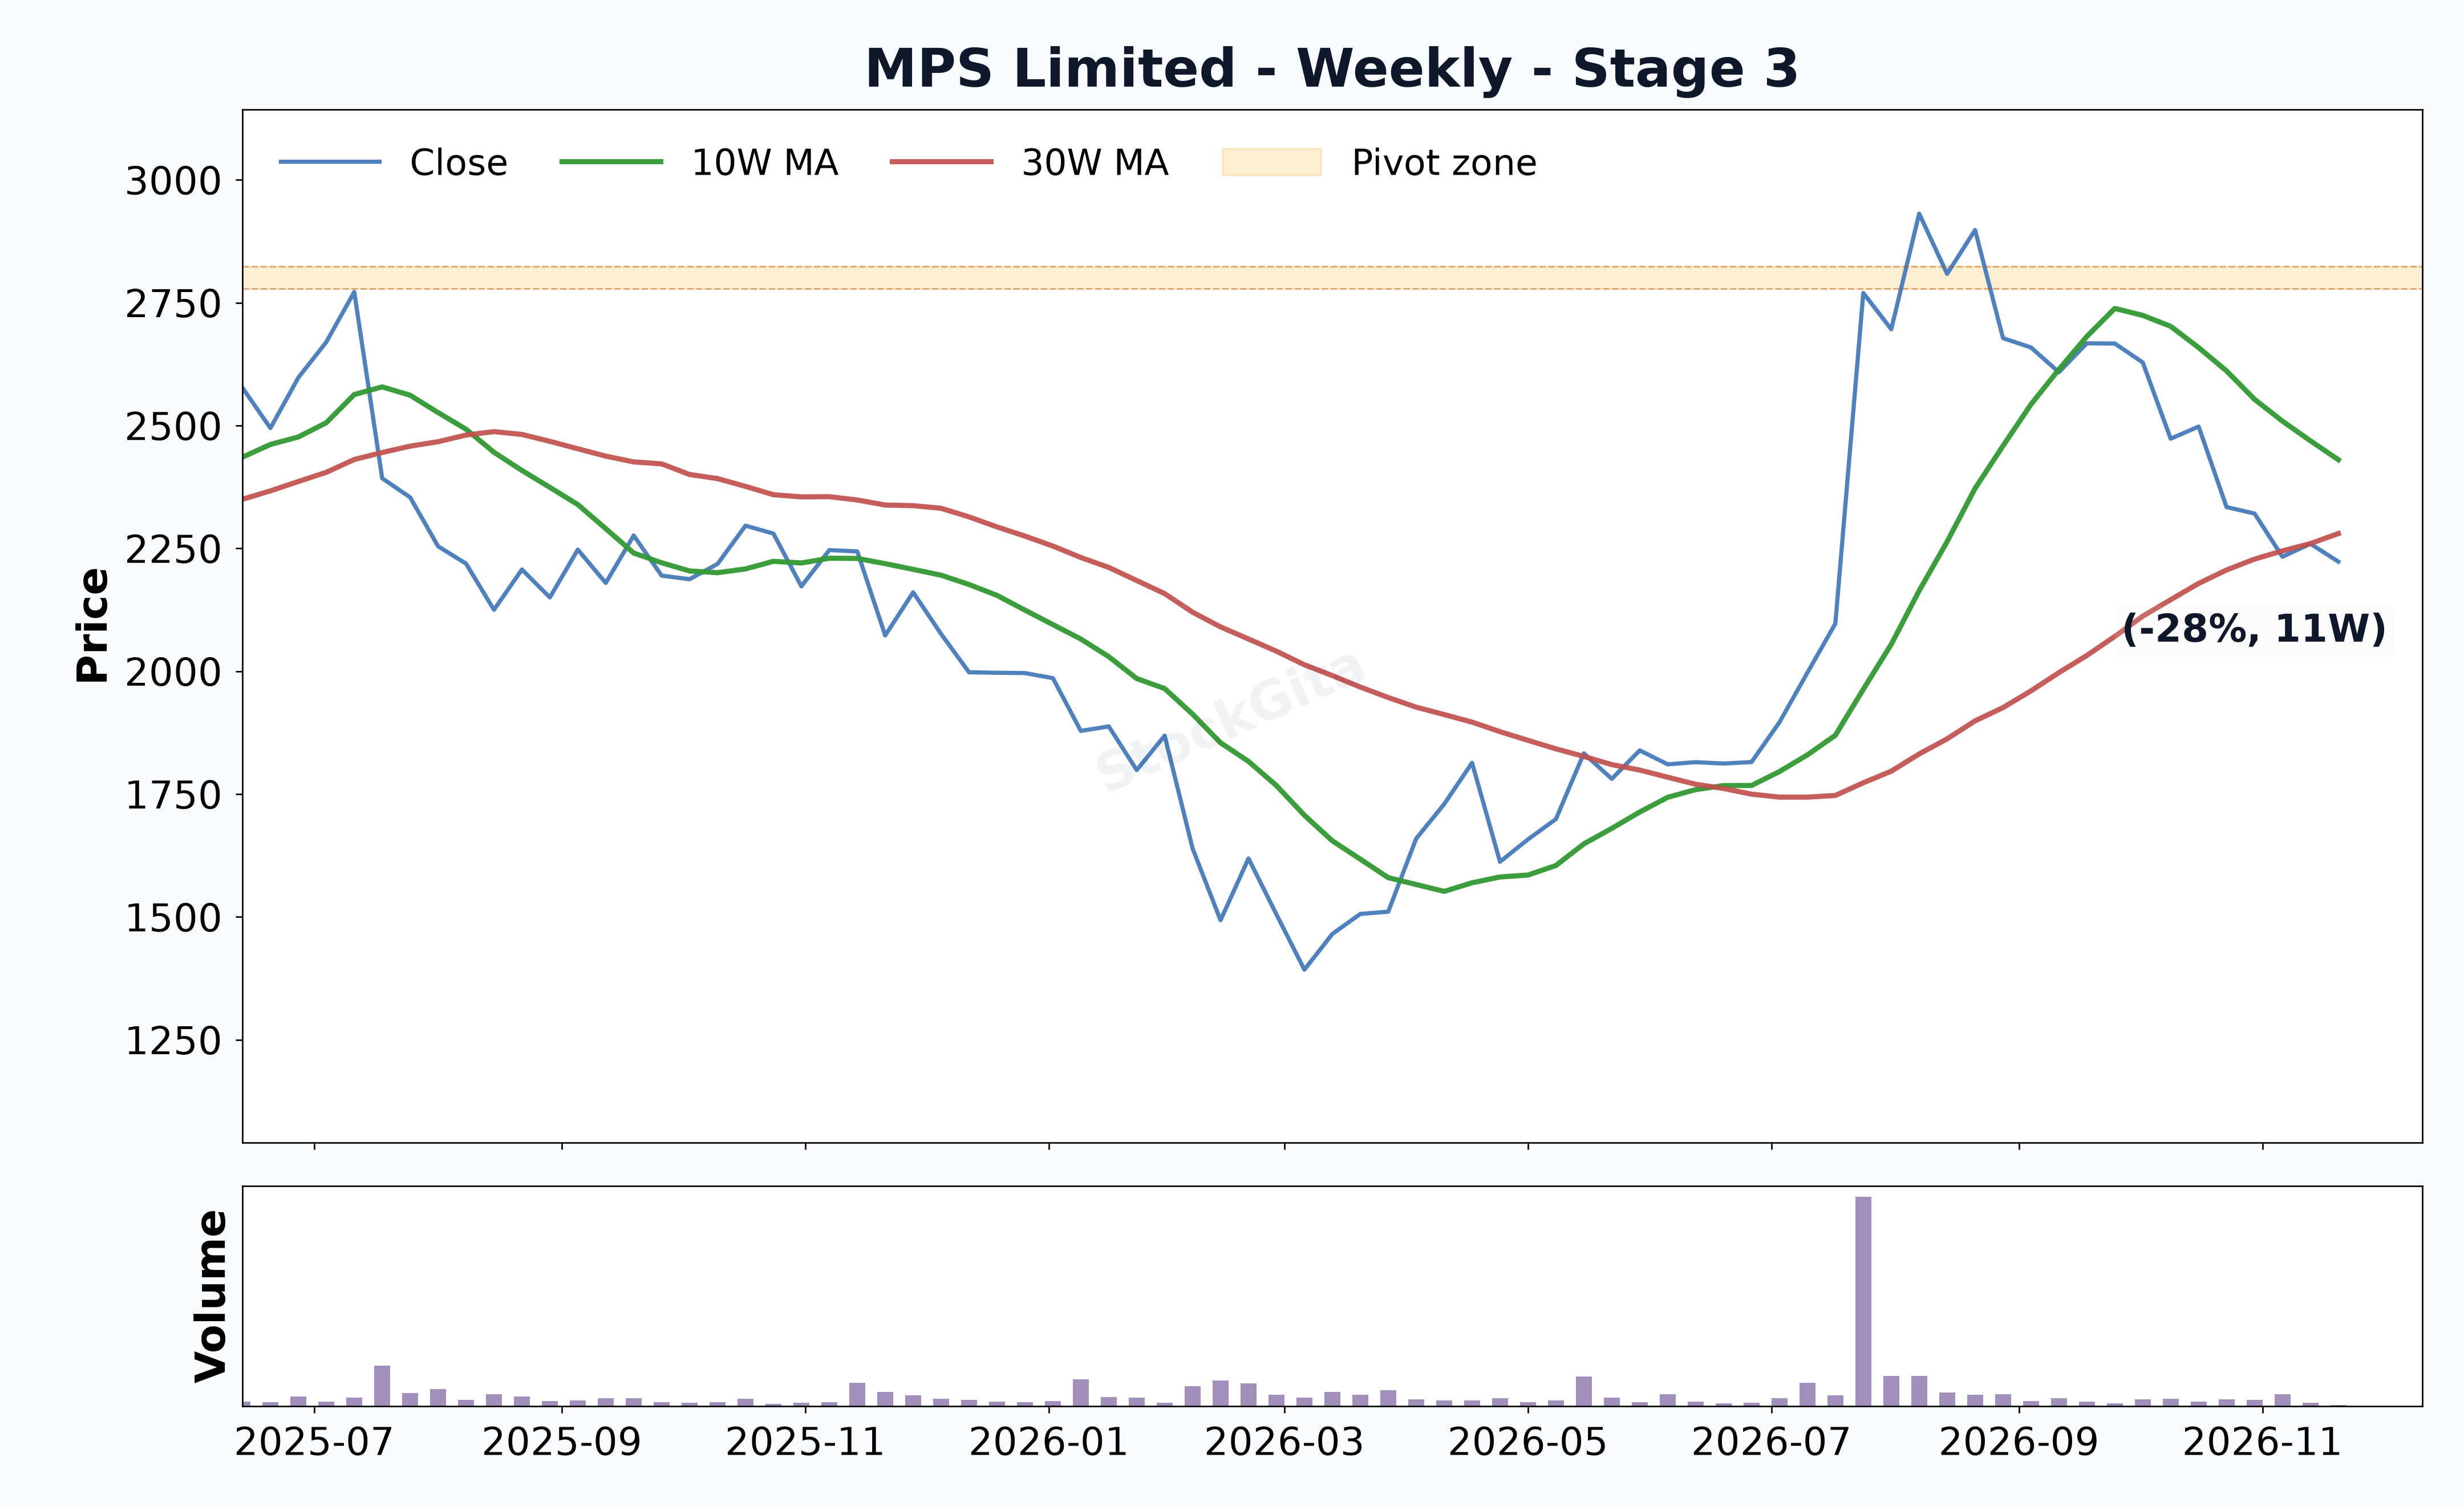 MPS Limited - Weekly - Stage 3
Close 10W MA 30W MA Pivot zone
3000
2750
2500
2250
2000
1750
1500
1250
Price
(-28%, 11W)
StockGita
Volume
2025-07 2025-09 2025-11 2026-01 2026-03 2026-05 2026-07 2026-09 2026-11